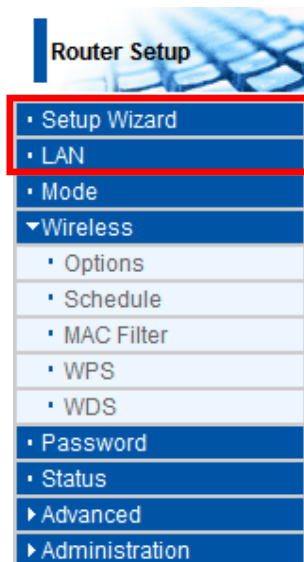 Router Setup
Setup Wizard
LAN
Mode
Wireless
Options
Schedule
MAC Filter
WPS
WDS
Password
Status
Advanced
Administration